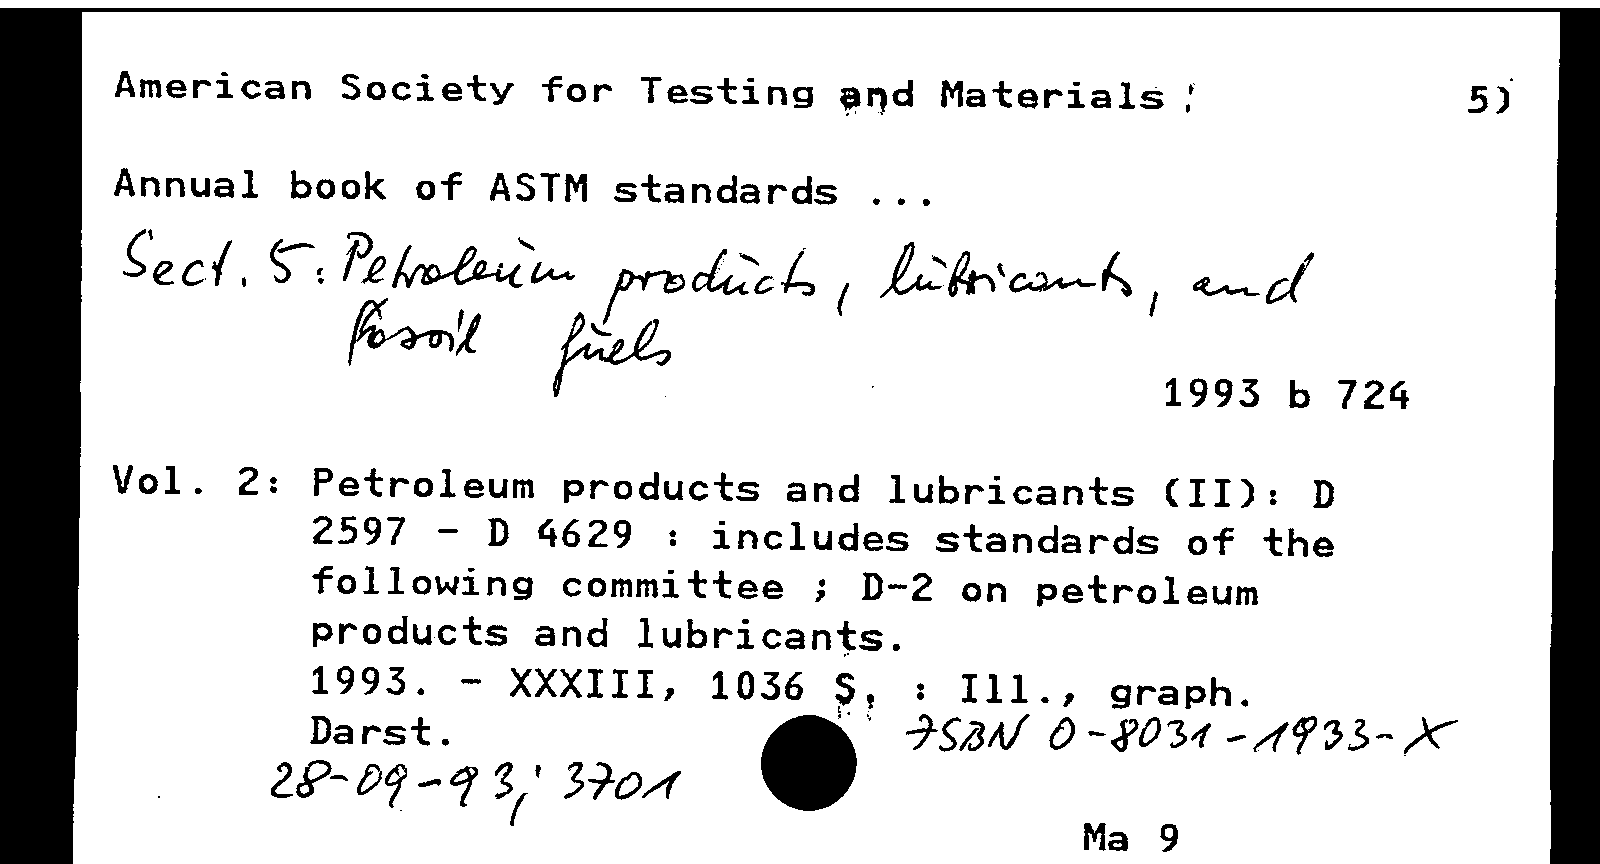 American Society for Testing and Materials: 5)
Annual book of ASTM standards ...
Sect. 5: Petroleum products, lubricants, and
fossil fuels
1993 b 724
Vol. 2: Petroleum products and lubricants (II): D
2597 - D 4629 : includes standards of the
following committee ; D-2 on petroleum
products and lubricants.
1993. - XXXIII, 1036 S. : Ill., graph.
Darst.
ISBN 0-8031-1933-X
28-09-93; 3701
Ma 9